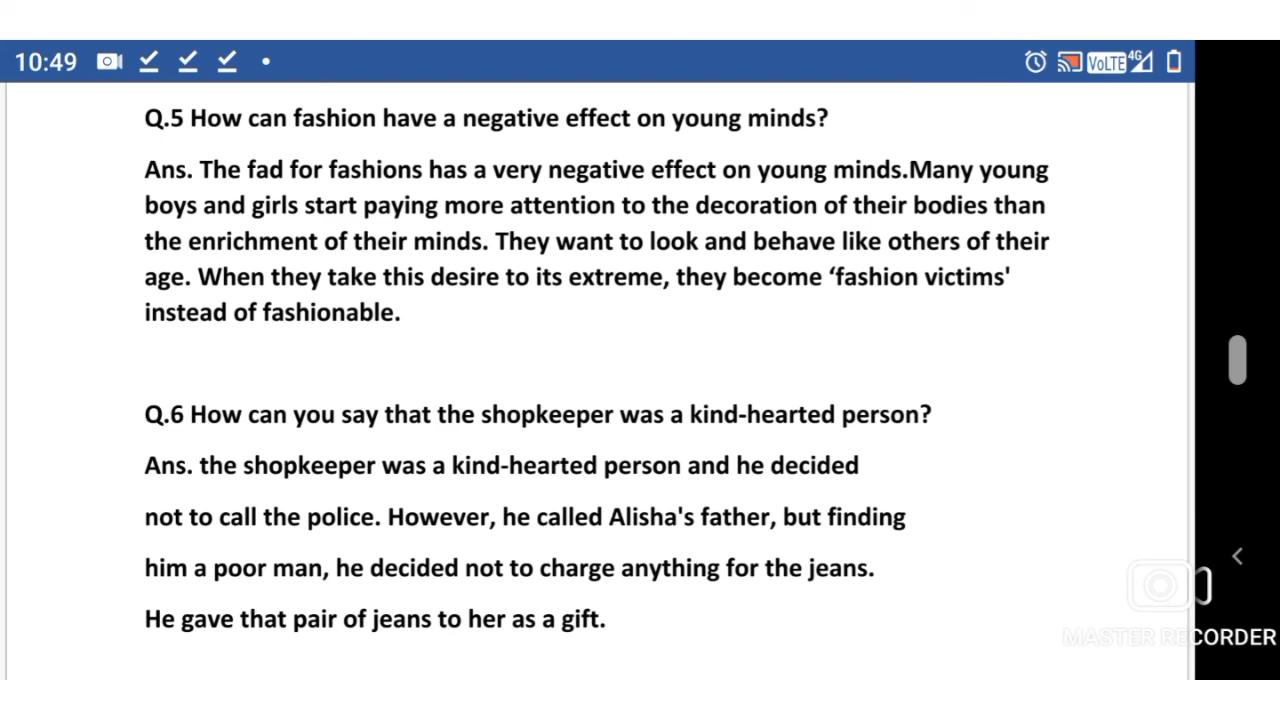 10:49
VoLTE 4G
Q.5 How can fashion have a negative effect on young minds?
Ans. The fad for fashions has a very negative effect on young minds.Many young
boys and girls start paying more attention to the decoration of their bodies than
the enrichment of their minds. They want to look and behave like others of their
age. When they take this desire to its extreme, they become ‘fashion victims'
instead of fashionable.
Q.6 How can you say that the shopkeeper was a kind-hearted person?
Ans. the shopkeeper was a kind-hearted person and he decided
not to call the police. However, he called Alisha's father, but finding
him a poor man, he decided not to charge anything for the jeans.
He gave that pair of jeans to her as a gift.
MASTER RECORDER